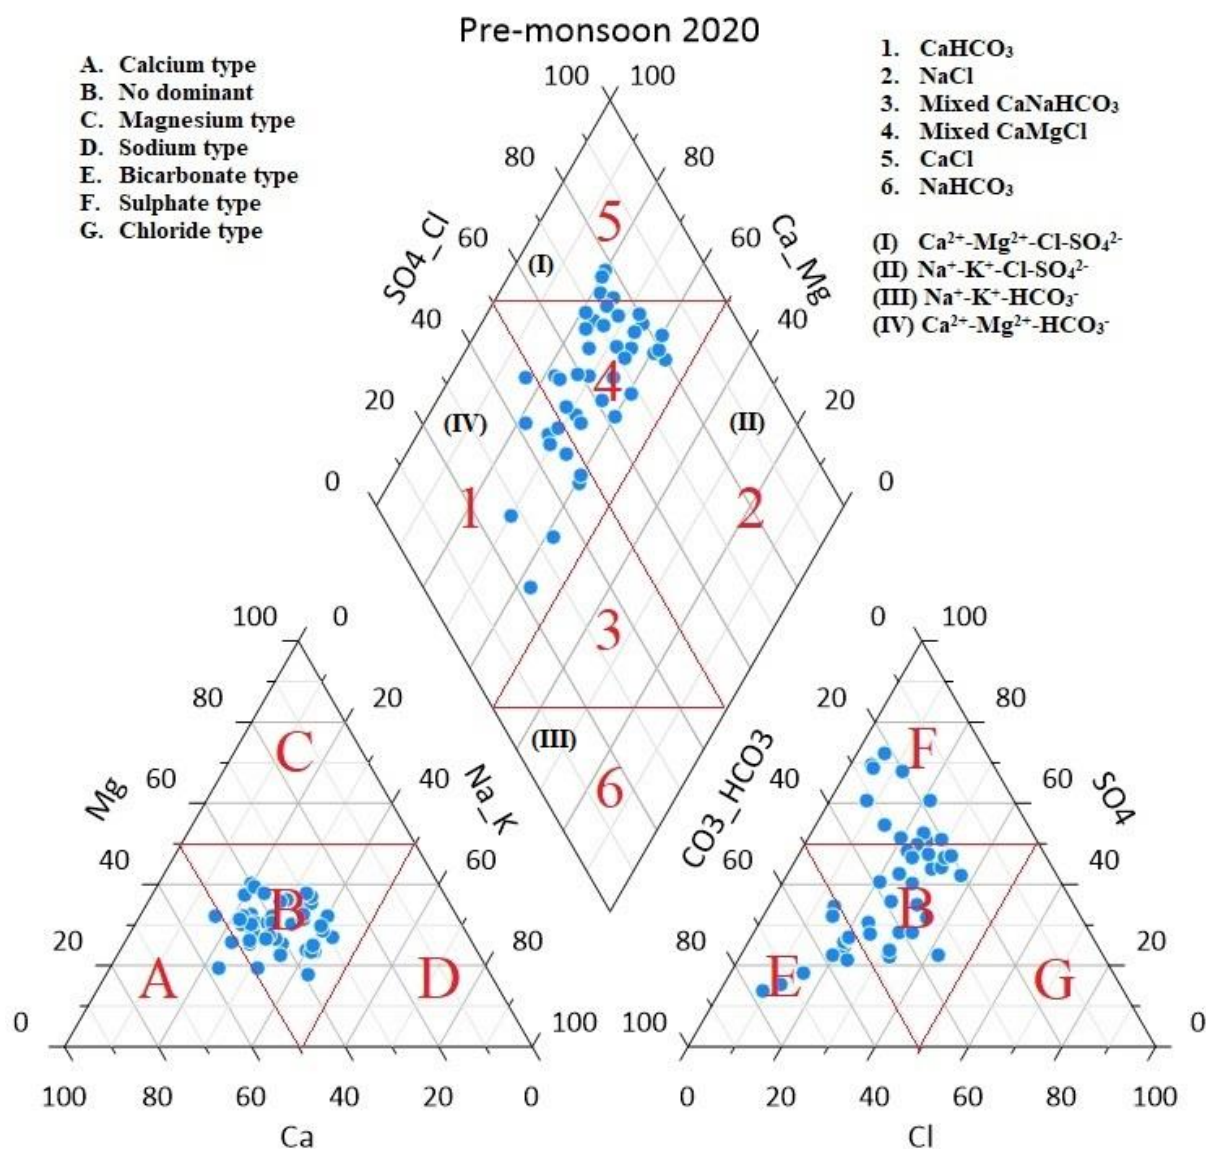 Pre-monsoon 2020
A. Calcium type
B. No dominant
C. Magnesium type
D. Sodium type
E. Bicarbonate type
F. Sulphate type
G. Chloride type
1. CaHCO₃
2. NaCl
3. Mixed CaNaHCO₃
4. Mixed CaMgCl
5. CaCl
6. NaHCO₃
(I) Ca²⁺-Mg²⁺-Cl-SO₄²⁻
(II) Na⁺-K⁺-Cl-SO₄²⁻
(III) Na⁺-K⁺-HCO₃⁻
(IV) Ca²⁺-Mg²⁺-HCO₃⁻
100 100
80 80
SO4_Cl 5 Ca_Mg
60 (I) 60
40 40
4
20 (IV) (II) 20
0 0
1 2
3
(III)
6
100 0
80 20
C
Mg 60 40 Na_K
40 60
B
20 80
A D
0 100
100 80 60 40 20 0
Ca
0 100
20 80
F
CO3_HCO3 40 60 SO4
60 40
B
80 20
E G
100 0
0 20 40 60 80 100
Cl